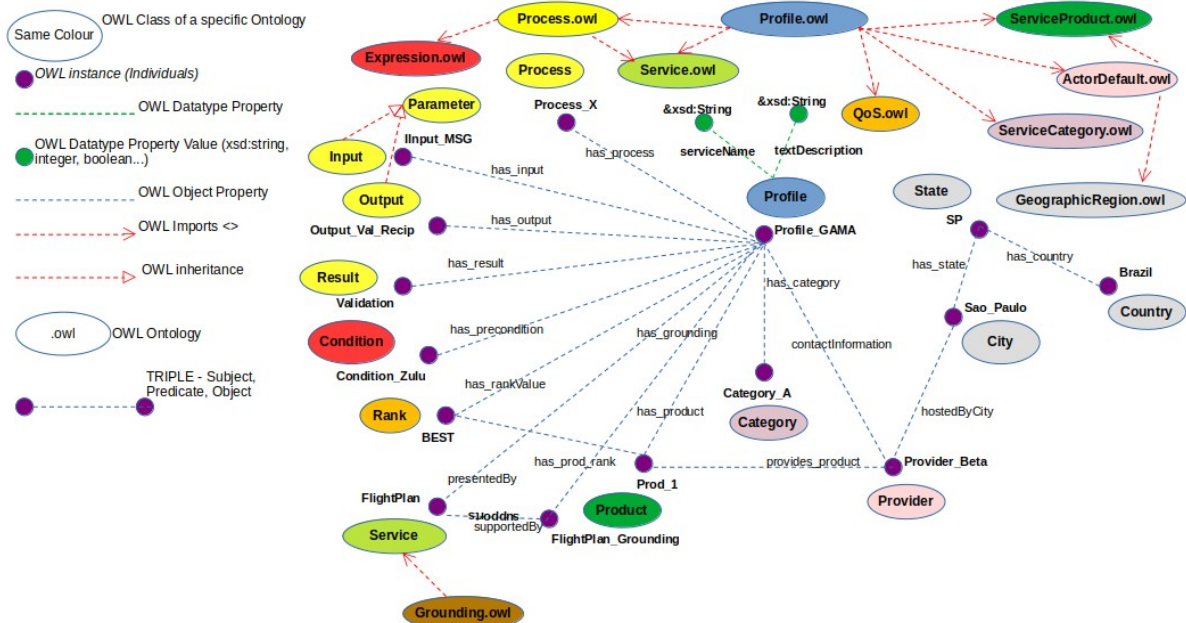 OWL Class of a specific Ontology
Same Colour
OWL instance (Individuals)
OWL Datatype Property
OWL Datatype Property Value (xsd:string,
integer, boolean...)
OWL Object Property
OWL Imports <>
OWL inheritance
.owl
OWL Ontology
TRIPLE - Subject,
Predicate, Object
Process.owl
Profile.owl
ServiceProduct.owl
Expression.owl
Process
Service.owl
ActorDefault.owl
Parameter
Process_X
&xsd:String
&xsd:String
QoS.owl
ServiceCategory.owl
IInput_MSG
Input
has_process
serviceName
textDescription
has_input
Output
Profile
State
GeographicRegion.owl
Output_Val_Recip
has_output
Profile_GAMA
SP
has_result
Result
Validation
has_category
has_state
has_country
Brazil
Country
has_precondition
has_grounding
Sao_Paulo
City
Condition
Condition_Zulu
contactInformation
has_rankValue
Category_A
Rank
BEST
has_product
Category
hostedByCity
has_prod_rank
provides_product
Provider_Beta
presentedBy
Prod_1
FlightPlan
Provider
Product
supportedBy
FlightPlan_Grounding
Service
Grounding.owl